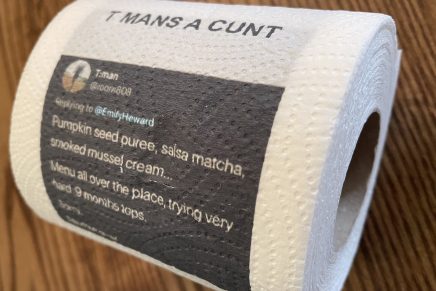 T MANS A CUNT
T-man
@room808
Replying to @EmilyHeward
Pumpkin seed puree, salsa matcha,
smoked mussel cream...
Menu all over the place, trying very
hard. 9 months tops.